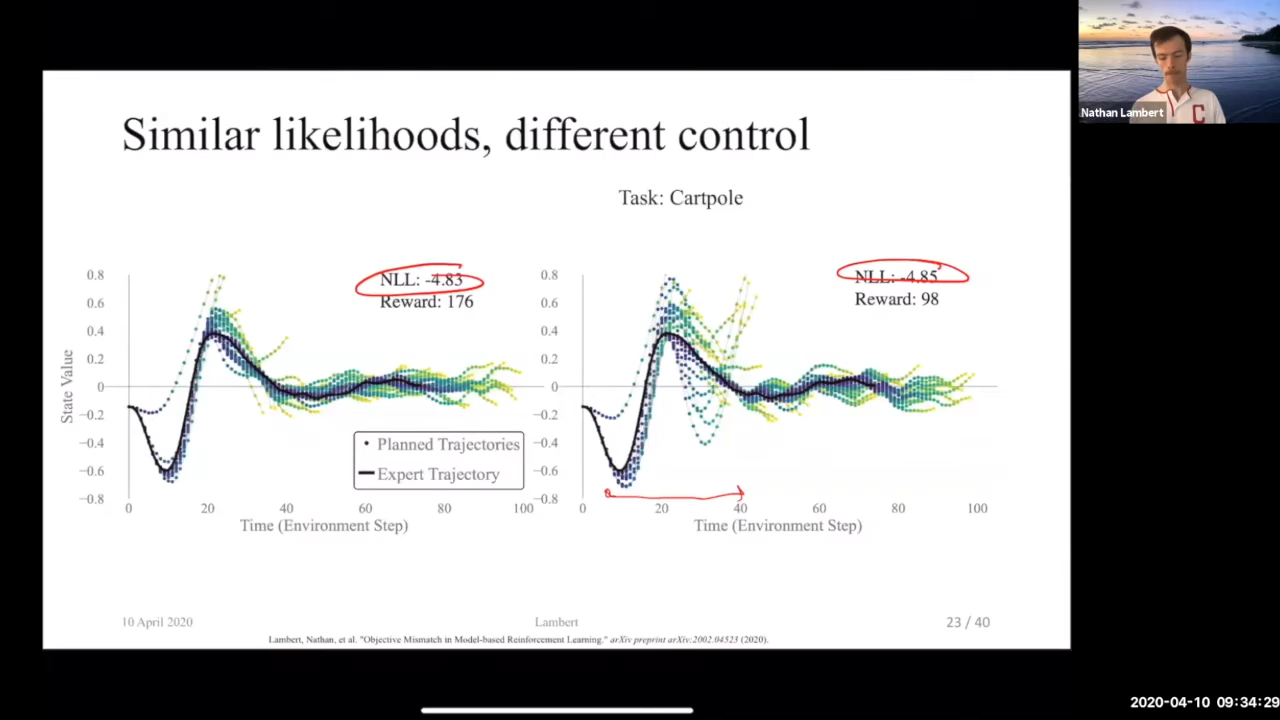 Similar likelihoods, different control
Task: Cartpole
NLL: -4.83
Reward: 176
NLL: -4.85
Reward: 98
State Value
0.8
0.6
0.4
0.2
0
−0.2
−0.4
−0.6
−0.8
0 20 40 60 80 100
Time (Environment Step)
Planned Trajectories
Expert Trajectory
0.8
0.6
0.4
0.2
0
−0.2
−0.4
−0.6
−0.8
0 20 40 60 80 100
Time (Environment Step)
10 April 2020
Lambert
23 / 40
Lambert, Nathan, et al. "Objective Mismatch in Model-based Reinforcement Learning." arXiv preprint arXiv:2002.04523 (2020).
Nathan Lambert
C
2020-04-10 09:34:29